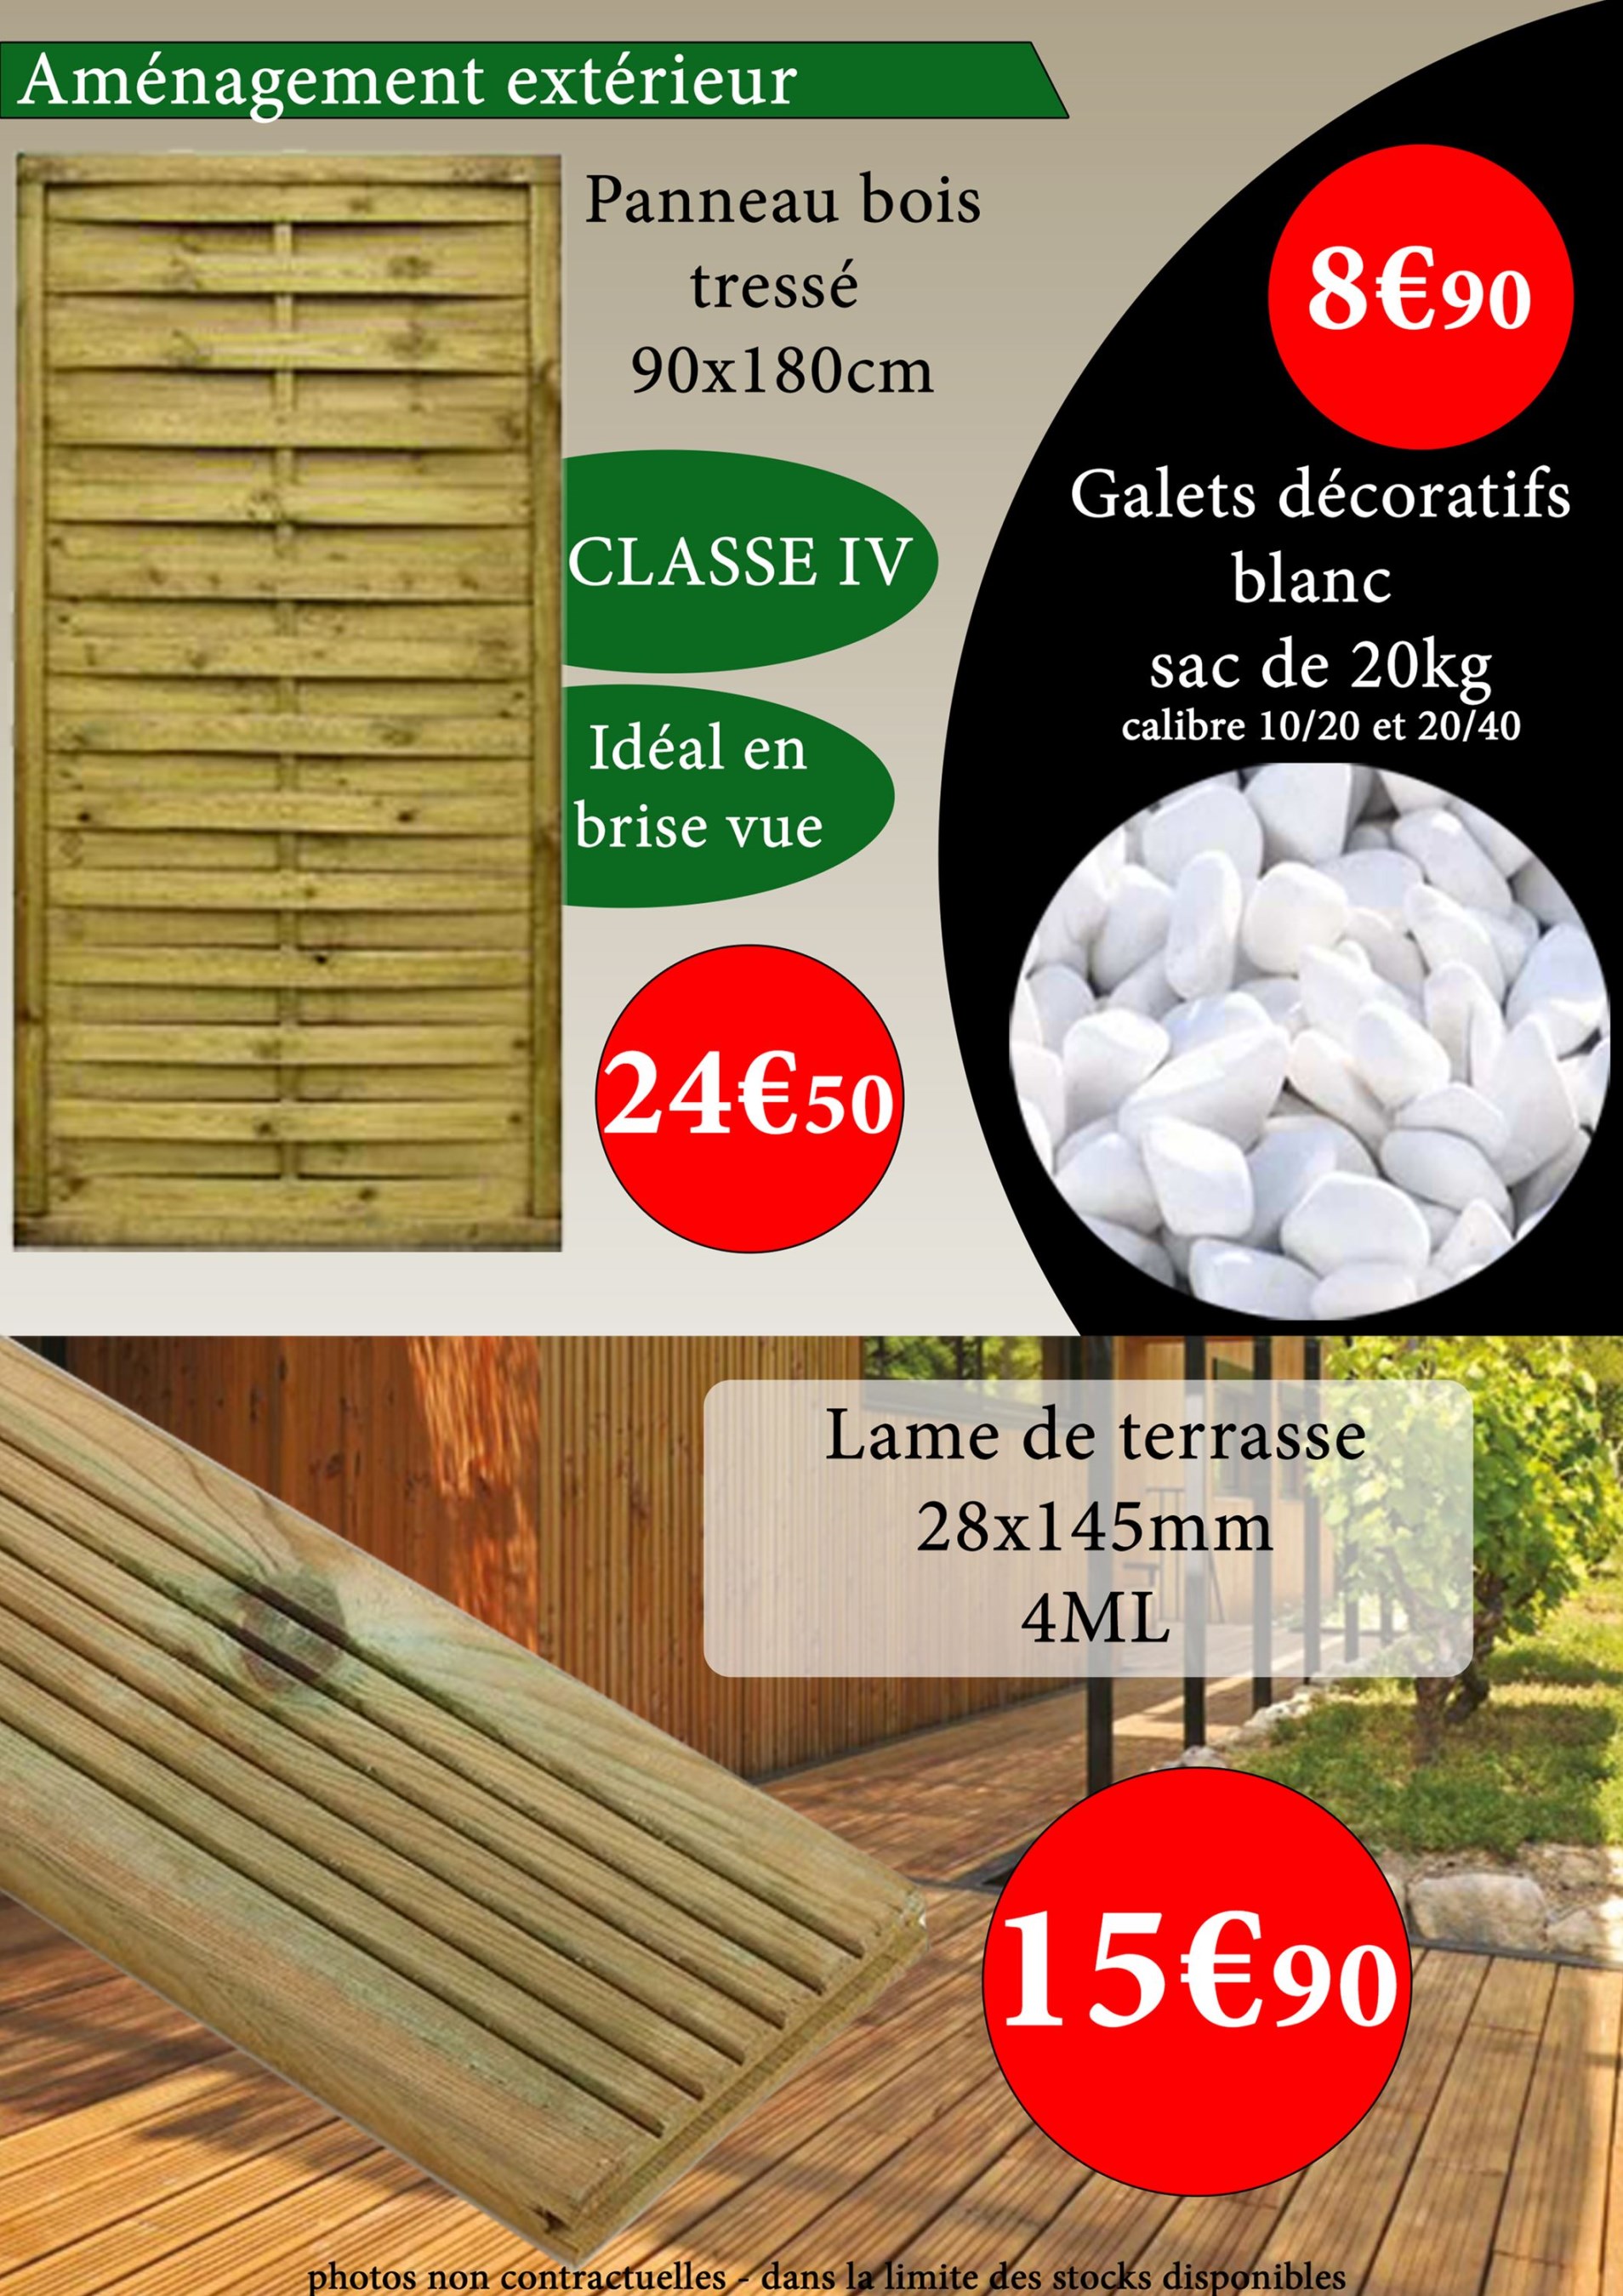 Aménagement extérieur
Panneau bois
tressé
90x180cm
CLASSE IV
Idéal en
brise vue
24€50
8€90
Galets décoratifs
blanc
sac de 20kg
calibre 10/20 et 20/40
Lame de terrasse
28x145mm
4ML
15€90
photos non contractuelles - dans la limite des stocks disponibles